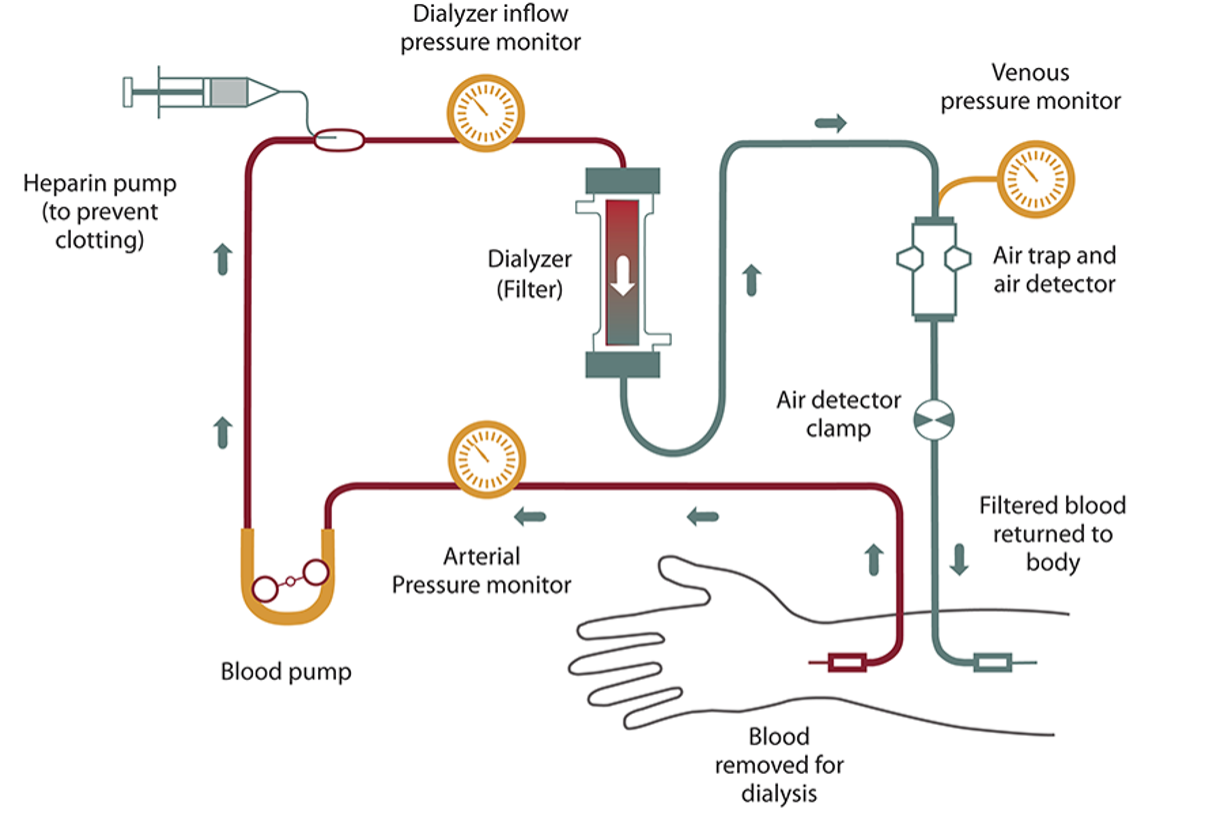 Dialyzer inflow
pressure monitor
Venous
pressure monitor
Heparin pump
(to prevent
clotting)
Dialyzer
(Filter)
Air trap and
air detector
Air detector
clamp
Filtered blood
returned to
body
Arterial
Pressure monitor
Blood pump
Blood
removed for
dialysis